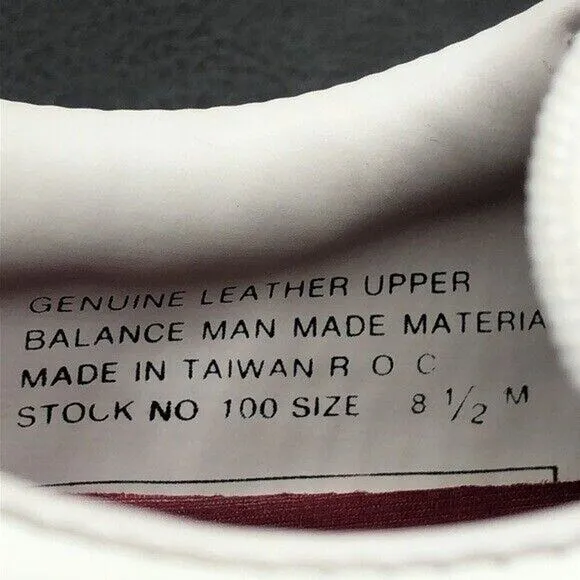 GENUINE LEATHER UPPER
BALANCE MAN MADE MATERIA
MADE IN TAIWAN R O C
STOCK NO 100 SIZE 8 1/2 M